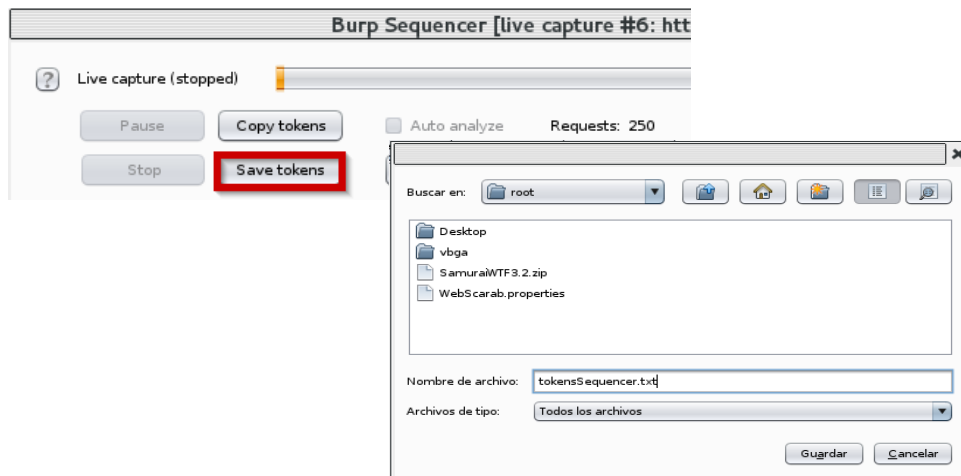 Burp Sequencer [live capture #6: htt
? Live capture (stopped)
Pause Copy tokens Auto analyze Requests: 250
Stop Save tokens
Buscar en: root
Desktop
vbga
SamuraiWTF3.2.zip
WebScarab.properties
Nombre de archivo: tokensSequencer.txt
Archivos de tipo: Todos los archivos
Guardar Cancelar